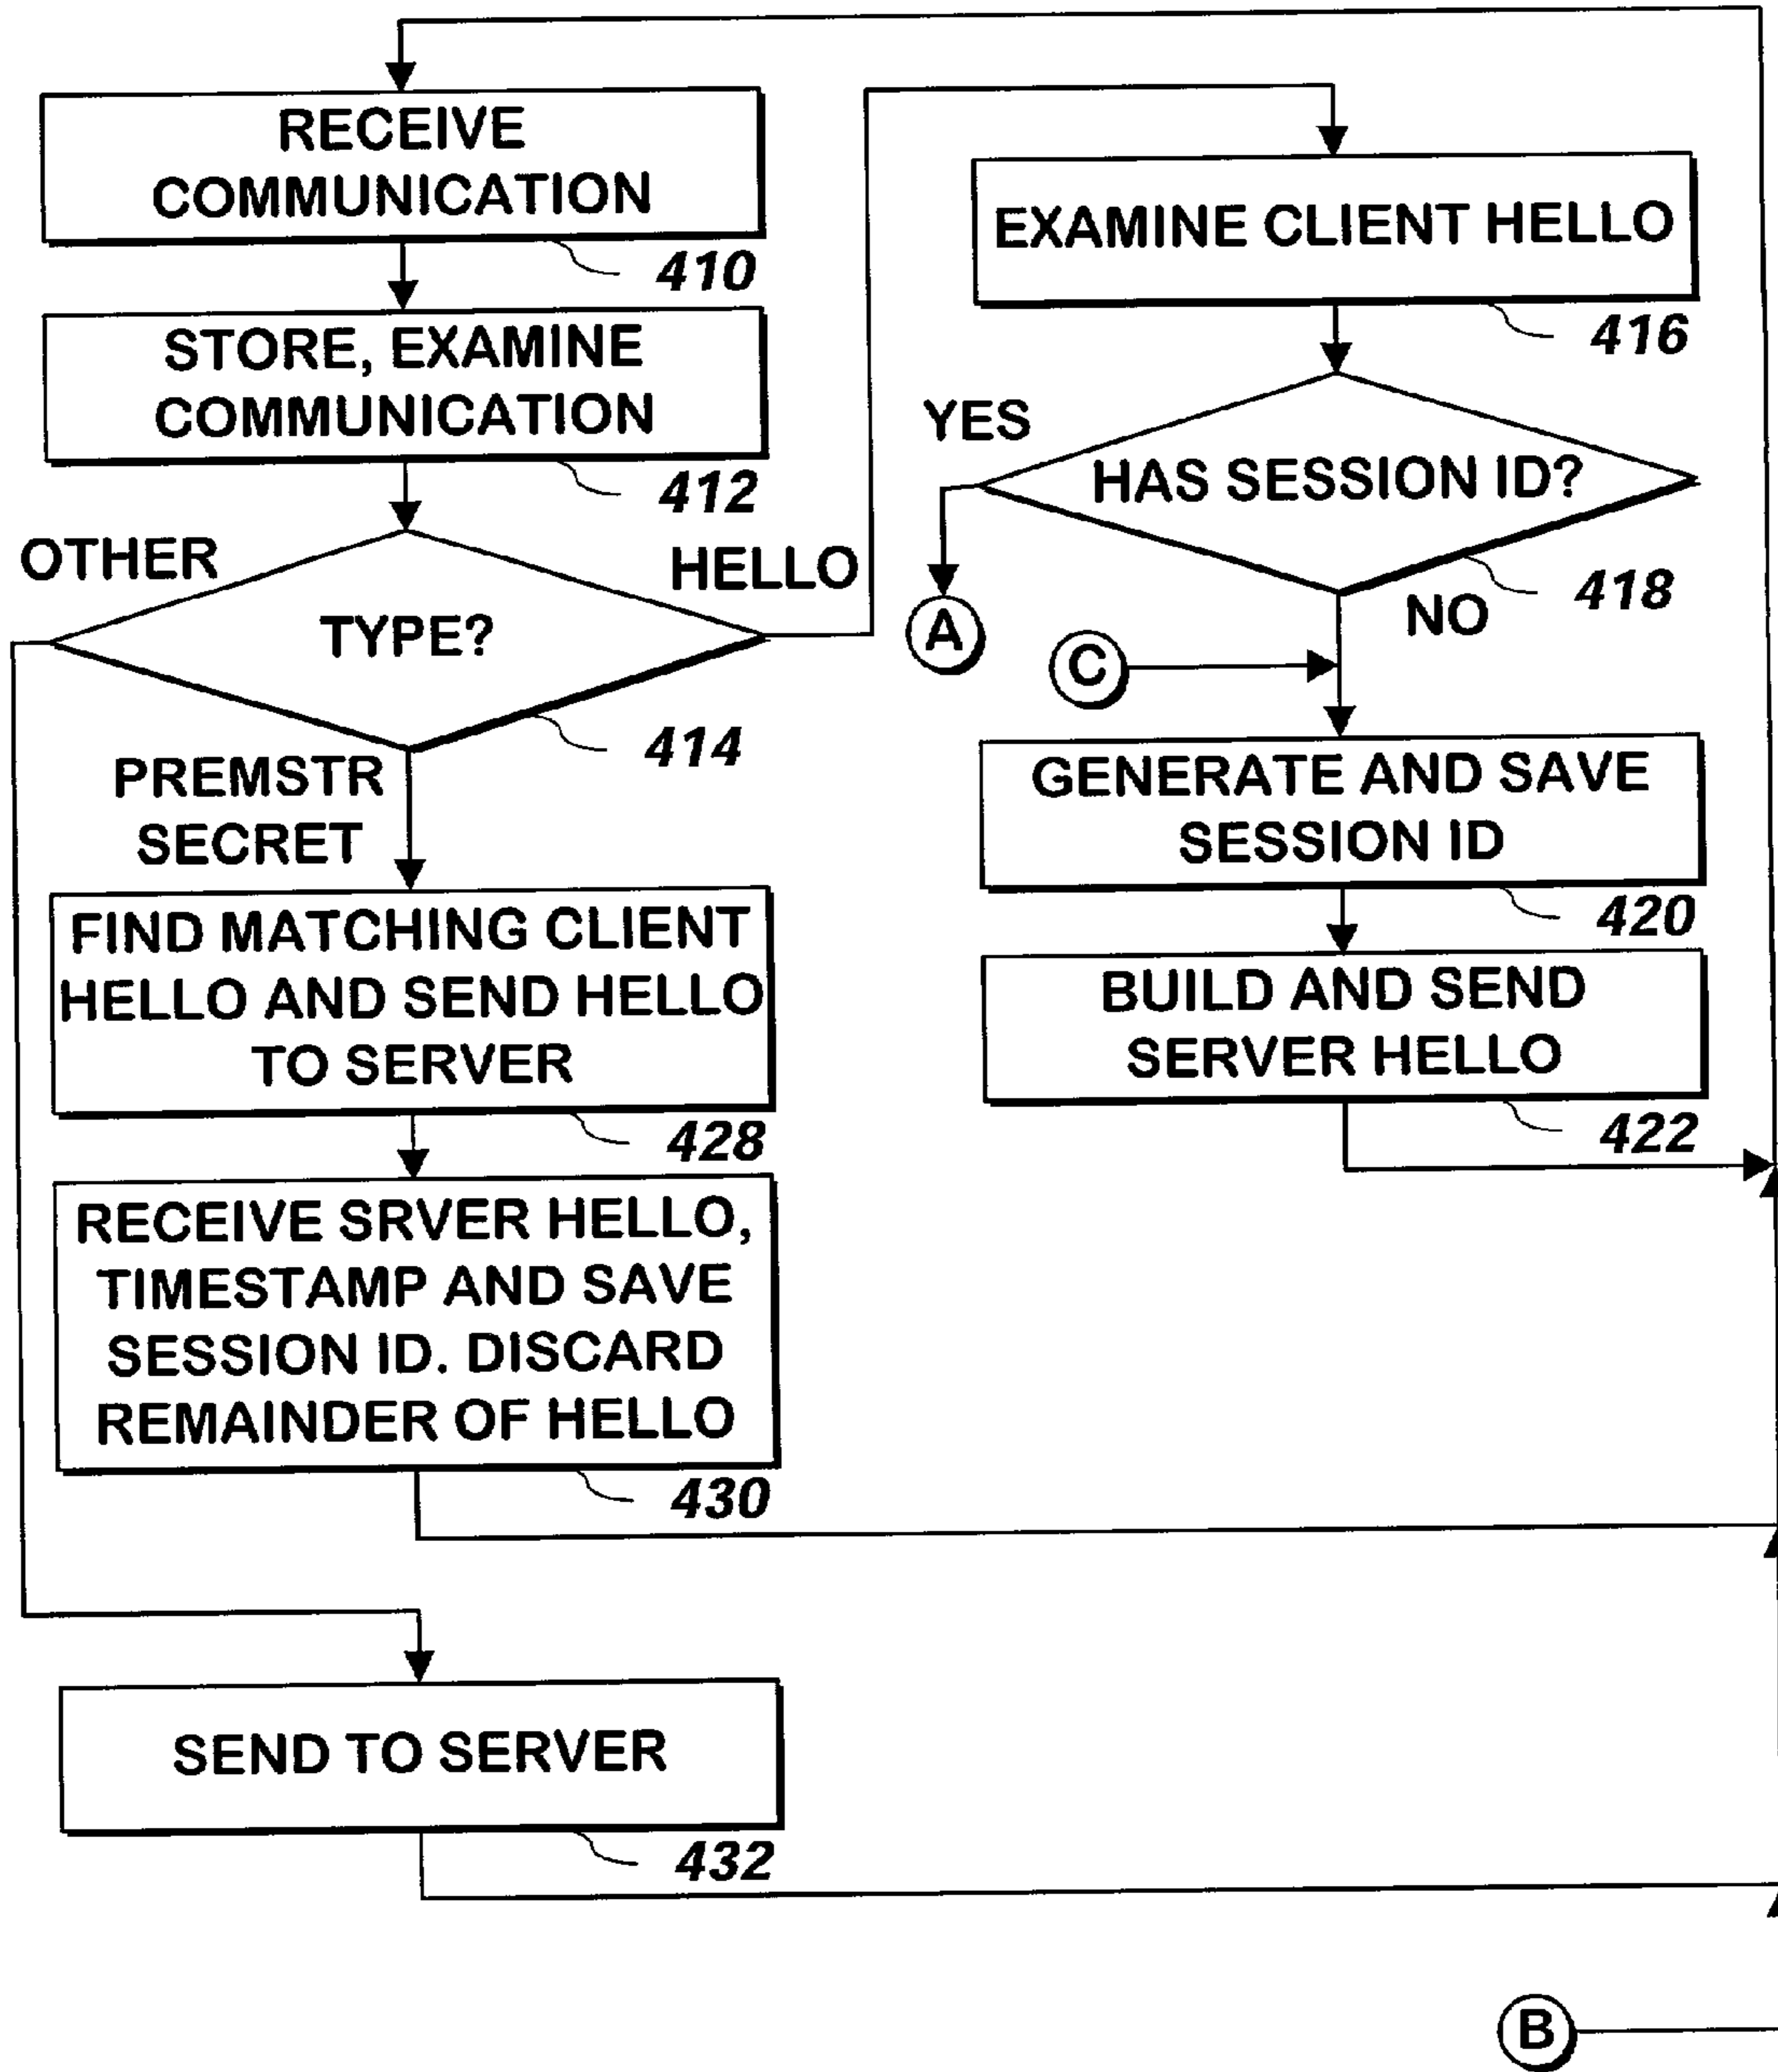 RECEIVE
COMMUNICATION
410
STORE, EXAMINE
COMMUNICATION
412
OTHER
HELLO
TYPE?
414
PREMSTR
SECRET
FIND MATCHING CLIENT
HELLO AND SEND HELLO
TO SERVER
428
RECEIVE SRVER HELLO,
TIMESTAMP AND SAVE
SESSION ID. DISCARD
REMAINDER OF HELLO
430
SEND TO SERVER
432
EXAMINE CLIENT HELLO
416
YES
HAS SESSION ID?
418
NO
A
C
GENERATE AND SAVE
SESSION ID
420
BUILD AND SEND
SERVER HELLO
422
B